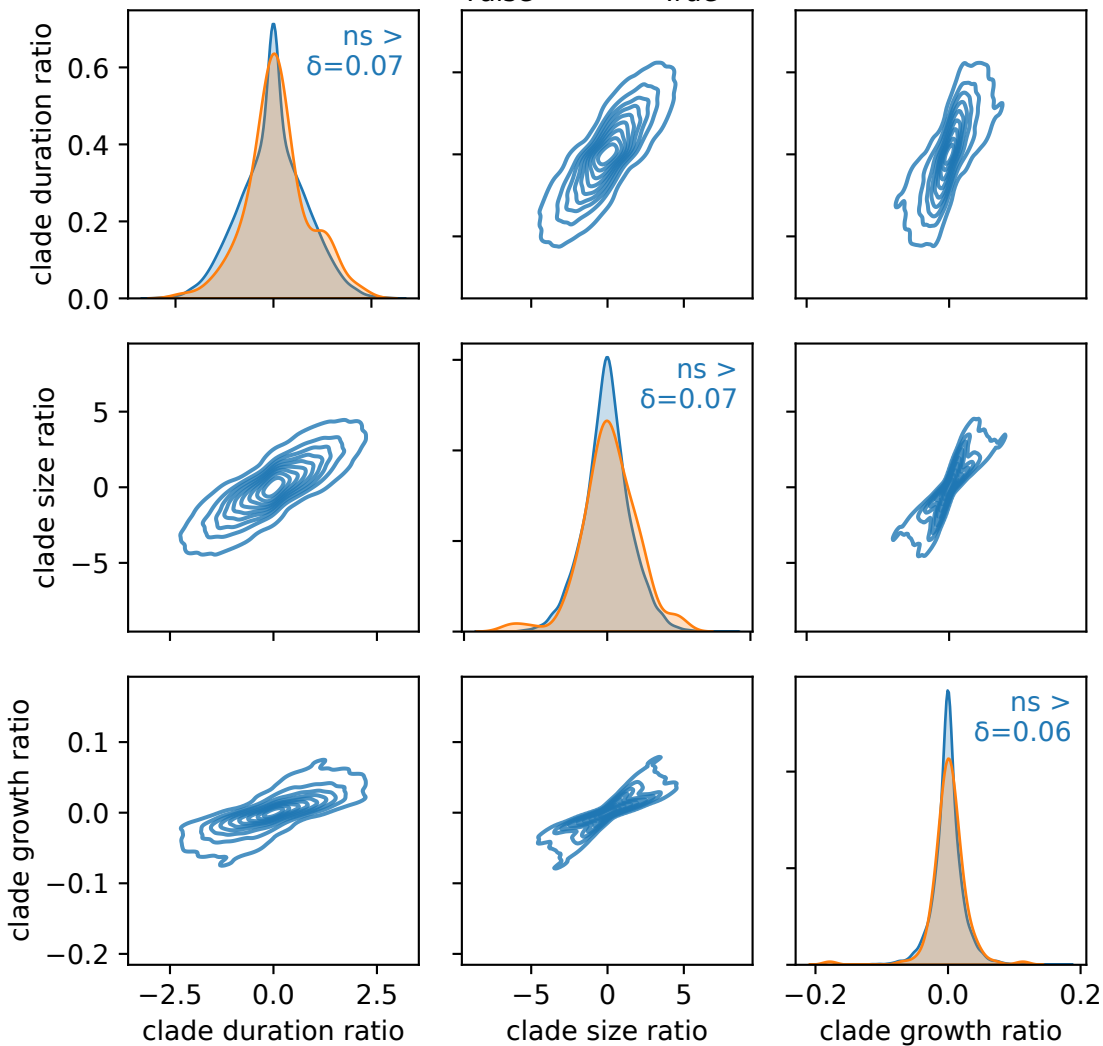 clade duration ratio
0.6
0.4
0.2
0.0
ns >
δ=0.07
clade size ratio
5
0
−5
ns >
δ=0.07
clade growth ratio
0.1
0.0
−0.1
−0.2
ns >
δ=0.06
−2.5 0.0 2.5
−5 0 5
−0.2 0.0 0.2
clade duration ratio
clade size ratio
clade growth ratio